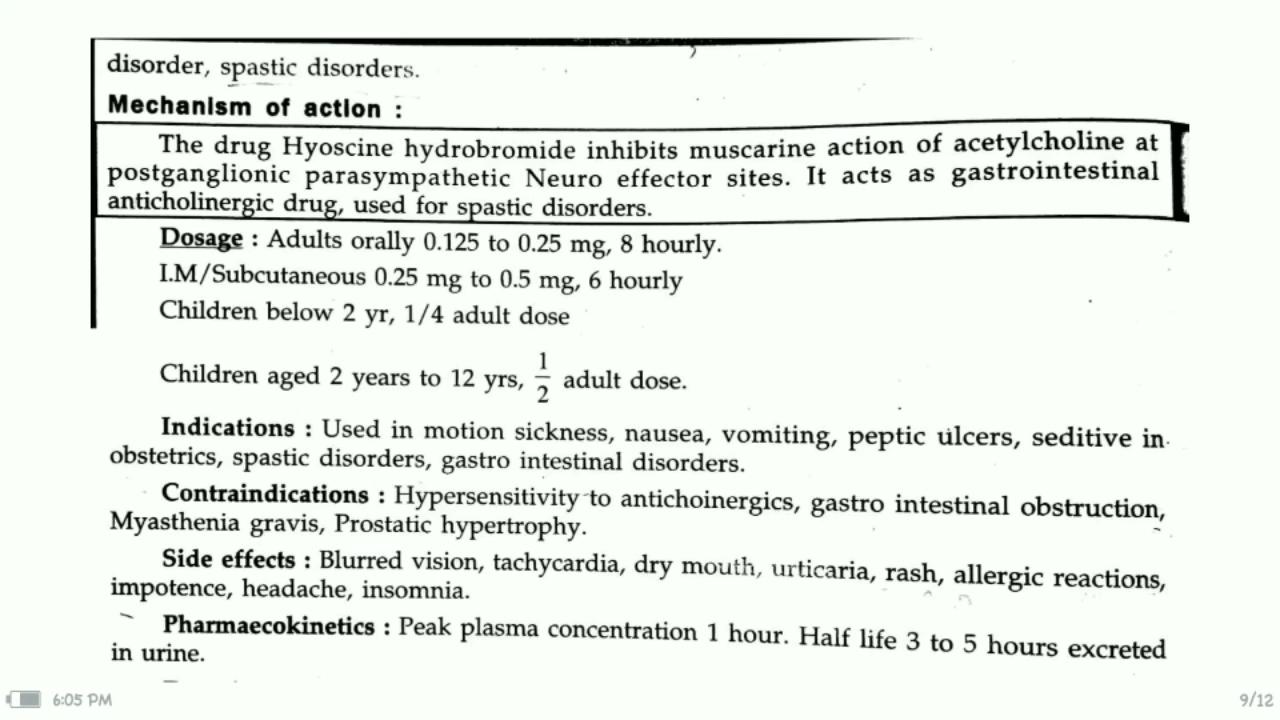 disorder, spastic disorders.
Mechanism of action :
The drug Hyoscine hydrobromide inhibits muscarine action of acetylcholine at
postganglionic parasympathetic Neuro effector sites. It acts as gastrointestinal
anticholinergic drug, used for spastic disorders.
Dosage : Adults orally 0.125 to 0.25 mg, 8 hourly.
I.M/Subcutaneous 0.25 mg to 0.5 mg, 6 hourly
Children below 2 yr, 1/4 adult dose
Children aged 2 years to 12 yrs, 1/2 adult dose.
Indications : Used in motion sickness, nausea, vomiting, peptic ulcers, seditive in
obstetrics, spastic disorders, gastro intestinal disorders.
Contraindications : Hypersensitivity to antichoinergics, gastro intestinal obstruction,
Myasthenia gravis, Prostatic hypertrophy.
Side effects : Blurred vision, tachycardia, dry mouth, urticaria, rash, allergic reactions,
impotence, headache, insomnia.
Pharmaecokinetics : Peak plasma concentration 1 hour. Half life 3 to 5 hours excreted
in urine.
6:05 PM
9/12